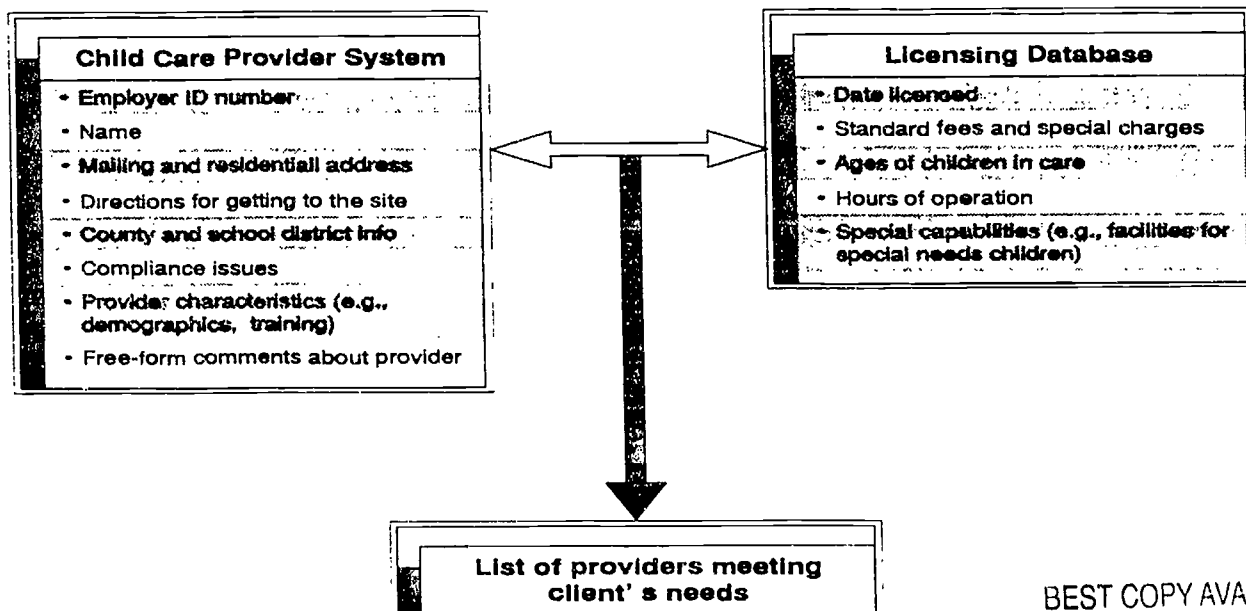 Child Care Provider System
• Employer ID number
• Name
• Mailing and residentiall address
• Directions for getting to the site
• County and school district info
• Compliance issues
• Provider characteristics (e.g.,
demographics, training)
• Free-form comments about provider
Licensing Database
• Date licensed
• Standard fees and special charges
• Ages of children in care
• Hours of operation
• Special capabilities (e.g., facilities for
special needs children)
List of providers meeting
client's needs
BEST COPY AVA